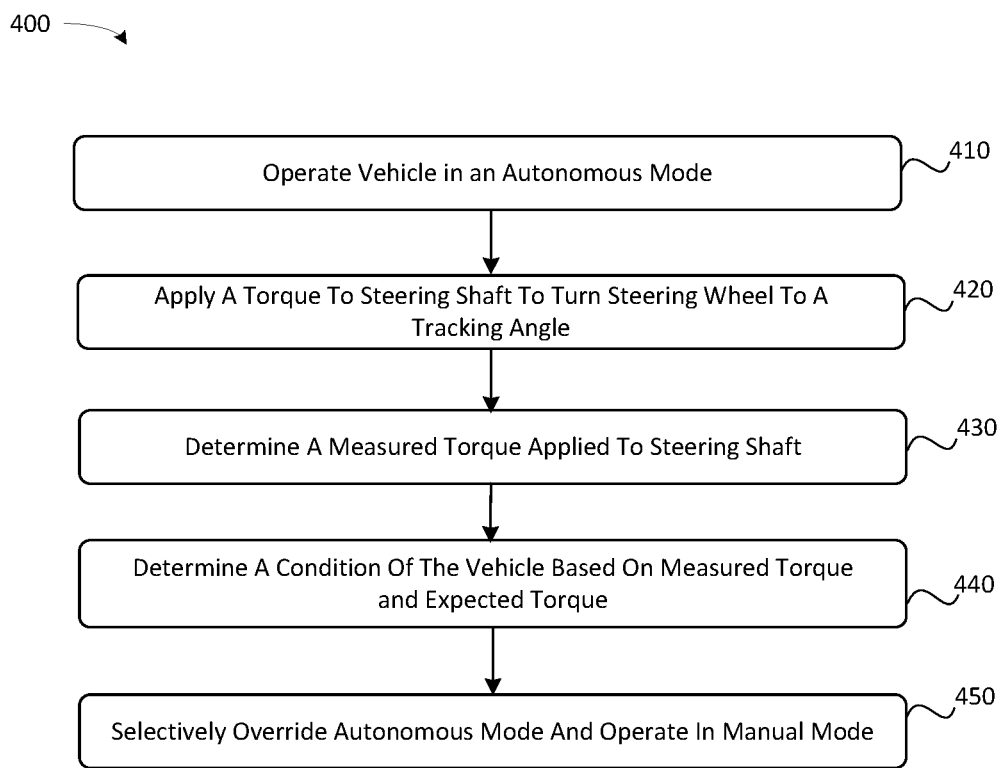 400
Operate Vehicle in an Autonomous Mode
410
Apply A Torque To Steering Shaft To Turn Steering Wheel To A
Tracking Angle
420
Determine A Measured Torque Applied To Steering Shaft
430
Determine A Condition Of The Vehicle Based On Measured Torque
and Expected Torque
440
Selectively Override Autonomous Mode And Operate In Manual Mode
450